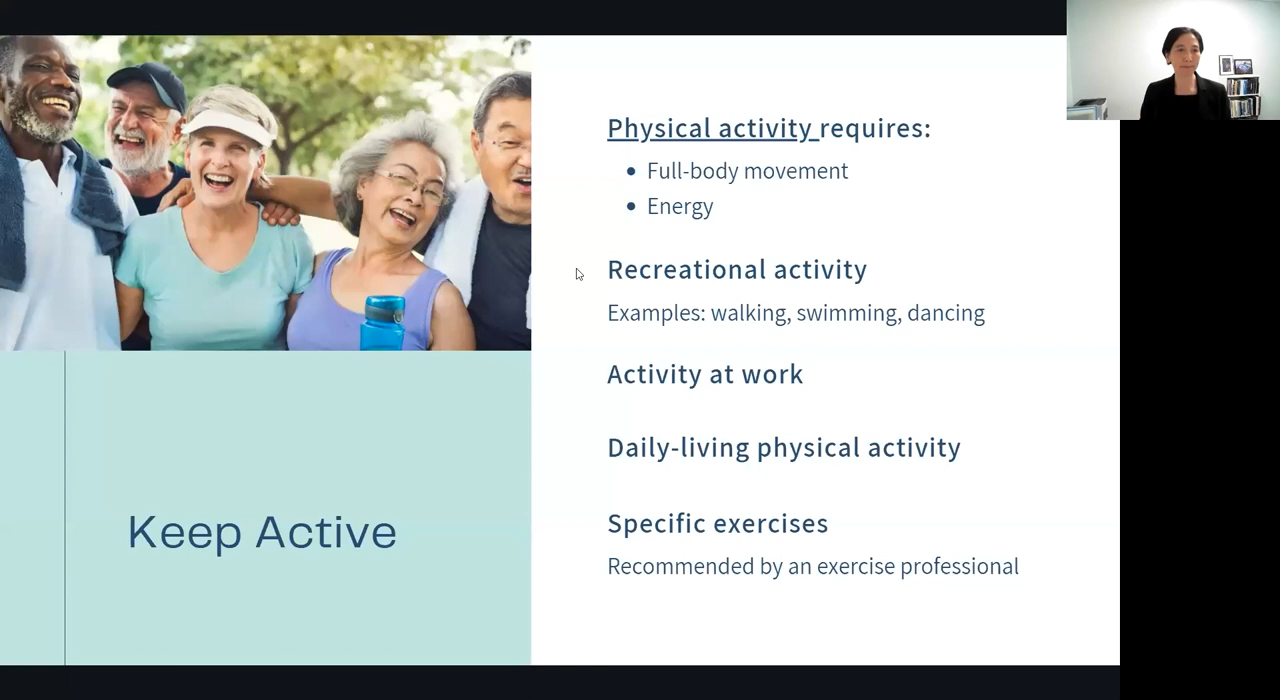 Keep Active
Physical activity requires:
• Full-body movement
• Energy
Recreational activity
Examples: walking, swimming, dancing
Activity at work
Daily-living physical activity
Specific exercises
Recommended by an exercise professional